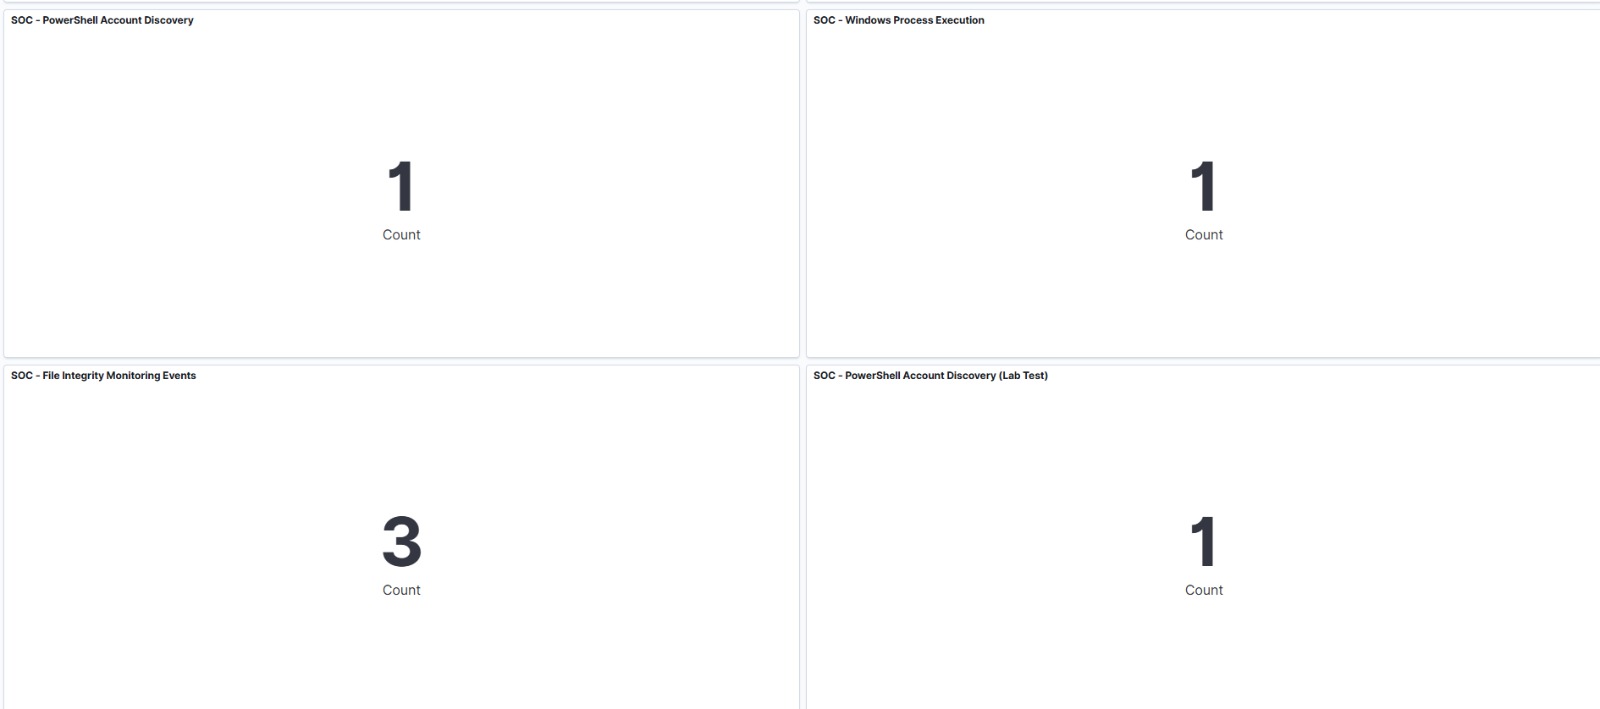 SOC - PowerShell Account Discovery
1
Count
SOC - Windows Process Execution
1
Count
SOC - File Integrity Monitoring Events
3
Count
SOC - PowerShell Account Discovery (Lab Test)
1
Count